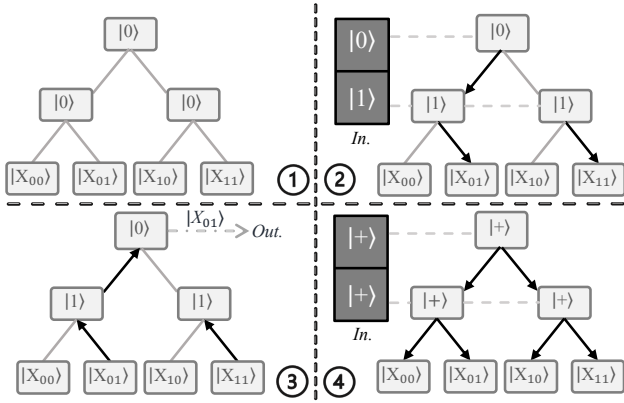 |0⟩
|0⟩ |0⟩
|X₀₀⟩ |X₀₁⟩ |X₁₀⟩ |X₁₁⟩
1
|0⟩ |0⟩
|1⟩ |1⟩ |1⟩
In.
|X₀₀⟩ |X₀₁⟩ |X₁₀⟩ |X₁₁⟩
2
|X₀₁⟩
|0⟩ Out.
|1⟩ |1⟩
|X₀₀⟩ |X₀₁⟩ |X₁₀⟩ |X₁₁⟩
3
|+⟩ |+⟩
|+⟩ |+⟩ |+⟩
In.
|X₀₀⟩ |X₀₁⟩ |X₁₀⟩ |X₁₁⟩
4